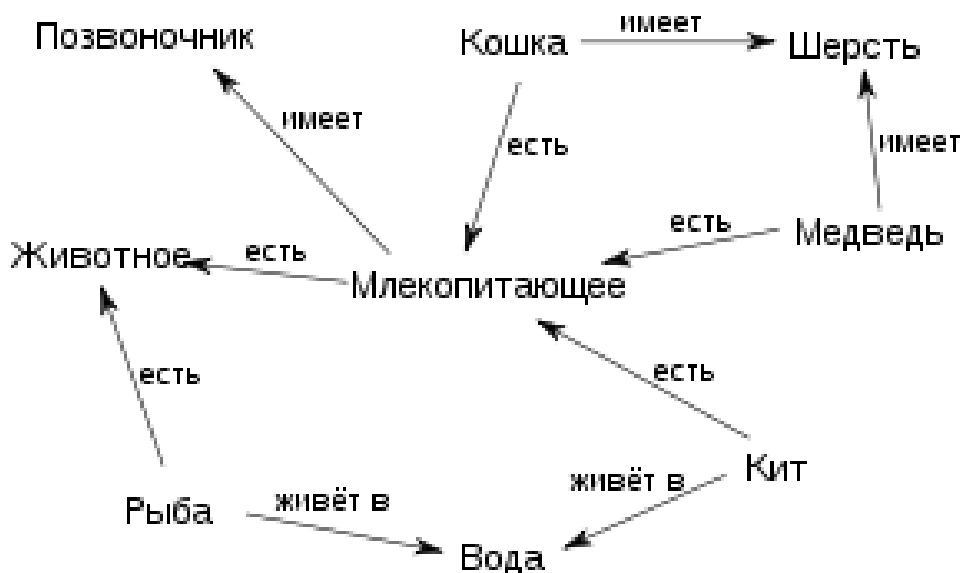 Позвоночник
Кошка
имеет
Шерсть
имеет
есть
имеет
есть
Медведь
Животное
есть
Млекопитающее
есть
есть
Кит
живёт в
Рыба
живёт в
Вода